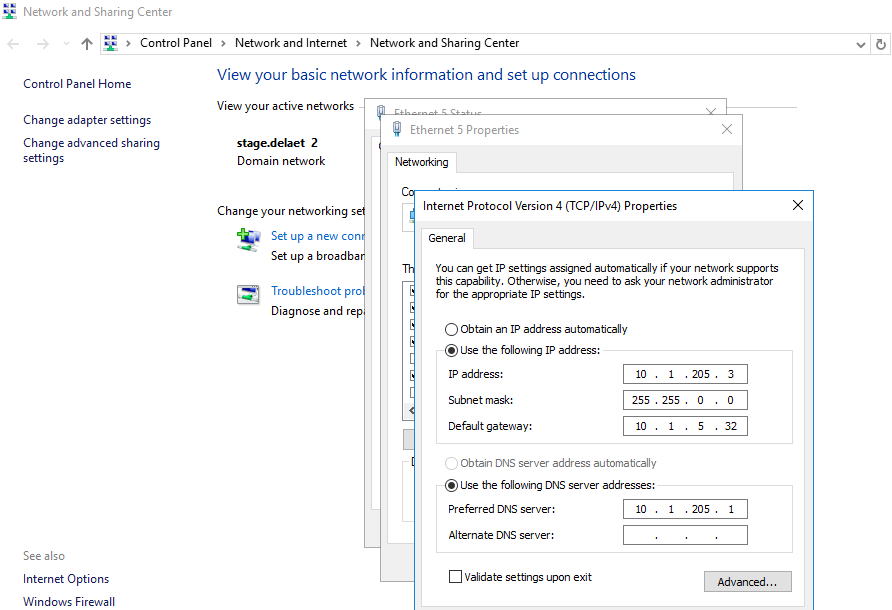 Network and Sharing Center
Control Panel > Network and Internet > Network and Sharing Center
Control Panel Home
Change adapter settings
Change advanced sharing
settings
View your basic network information and set up connections
View your active networks
stage.delaet 2
Domain network
Change your networking set
Set up a new conn
Set up a broadban
Troubleshoot prob
Diagnose and repa
See also
Internet Options
Windows Firewall
Ethernet 5 Status
Ethernet 5 Properties
Networking
Co
Th
Internet Protocol Version 4 (TCP/IPv4) Properties
General
You can get IP settings assigned automatically if your network supports
this capability. Otherwise, you need to ask your network administrator
for the appropriate IP settings.
Obtain an IP address automatically
Use the following IP address:
IP address: 10 . 1 . 205 . 3
Subnet mask: 255 . 255 . 0 . 0
Default gateway: 10 . 1 . 5 . 32
Obtain DNS server address automatically
Use the following DNS server addresses:
Preferred DNS server: 10 . 1 . 205 . 1
Alternate DNS server: . . .
Validate settings upon exit
Advanced...